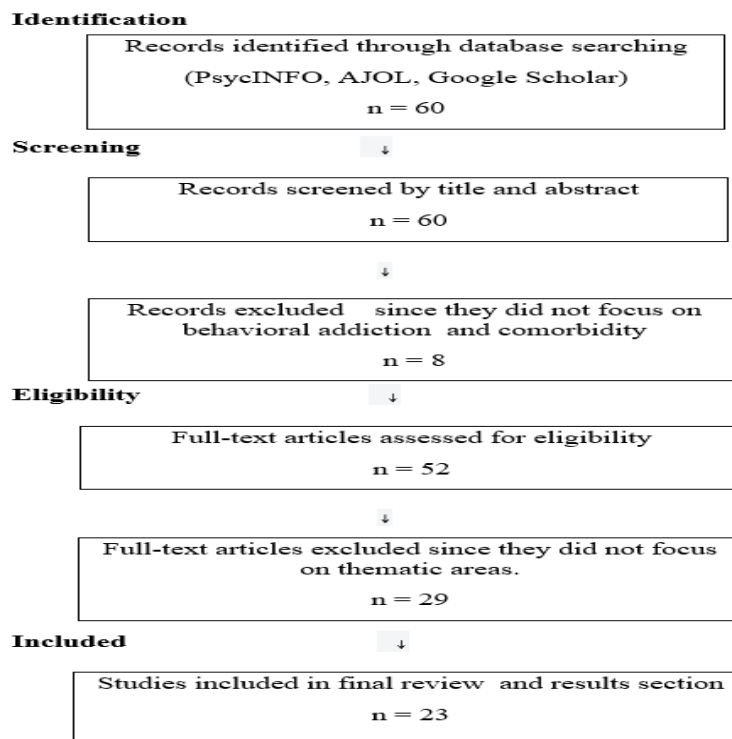 Identification
Records identified through database searching
(PsycINFO, AJOL, Google Scholar)
n = 60
Screening
↓
Records screened by title and abstract
n = 60
↓
Records excluded since they did not focus on
behavioral addiction and comorbidity
n = 8
Eligibility
↓
Full-text articles assessed for eligibility
n = 52
↓
Full-text articles excluded since they did not focus
on thematic areas.
n = 29
Included
↓
Studies included in final review and results section
n = 23